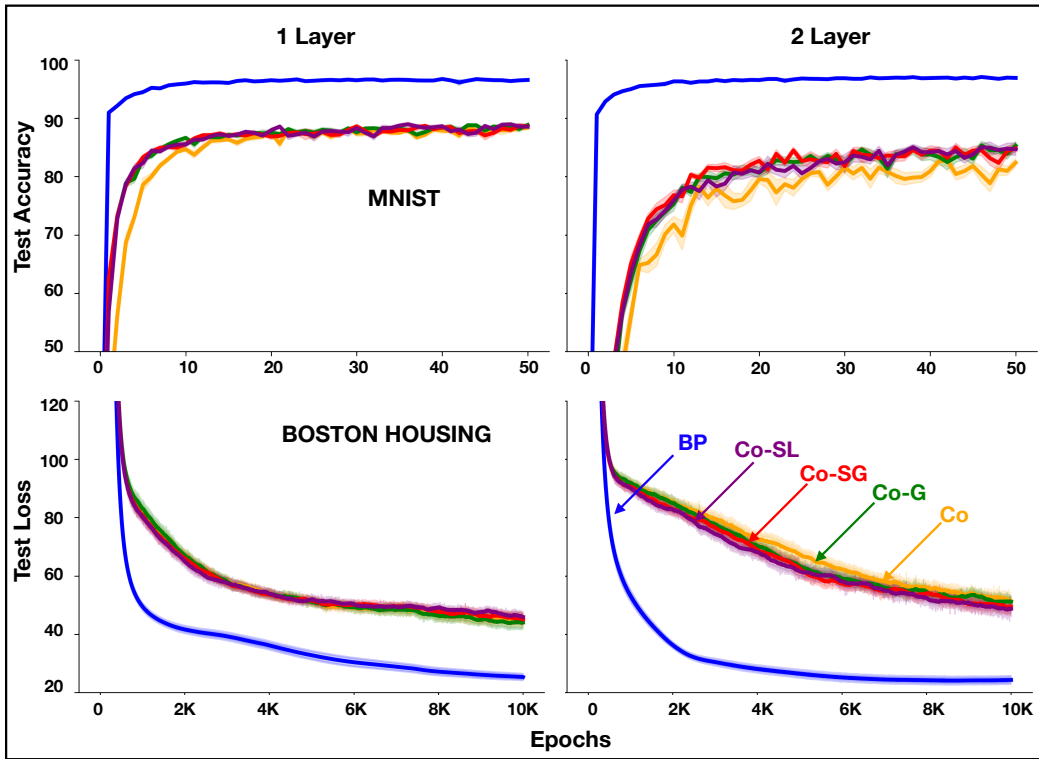 1 Layer
2 Layer
Test Accuracy
100
90
80
70
60
50
MNIST
0
10
20
30
40
50
0
10
20
30
40
50
Test Loss
120
100
80
60
40
20
BOSTON HOUSING
BP
Co-SL
Co-SG
Co-G
Co
0
2K
4K
6K
8K
10K
0
2K
4K
6K
8K
10K
Epochs